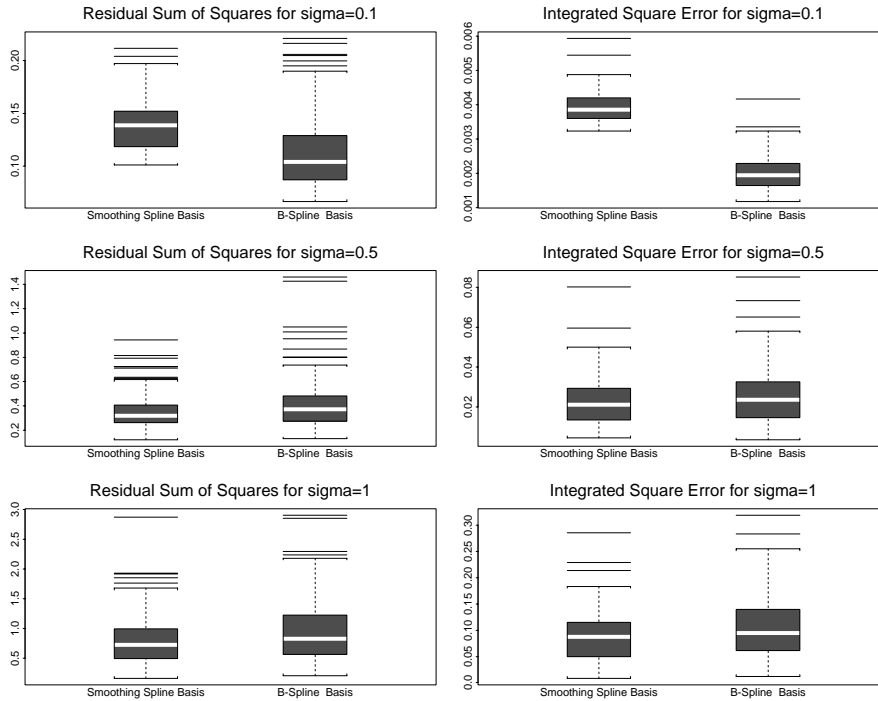 Residual Sum of Squares for sigma=0.1
0.20
0.15
0.10
Smoothing Spline Basis B-Spline Basis
Integrated Square Error for sigma=0.1
0.006
0.005
0.004
0.003
0.002
0.001
Smoothing Spline Basis B-Spline Basis
Residual Sum of Squares for sigma=0.5
1.4
1.2
1.0
0.8
0.6
0.4
0.2
Smoothing Spline Basis B-Spline Basis
Integrated Square Error for sigma=0.5
0.08
0.06
0.04
0.02
Smoothing Spline Basis B-Spline Basis
Residual Sum of Squares for sigma=1
3.0
2.5
2.0
1.5
1.0
0.5
Smoothing Spline Basis B-Spline Basis
Integrated Square Error for sigma=1
0.30
0.25
0.20
0.15
0.10
0.05
0.0
Smoothing Spline Basis B-Spline Basis